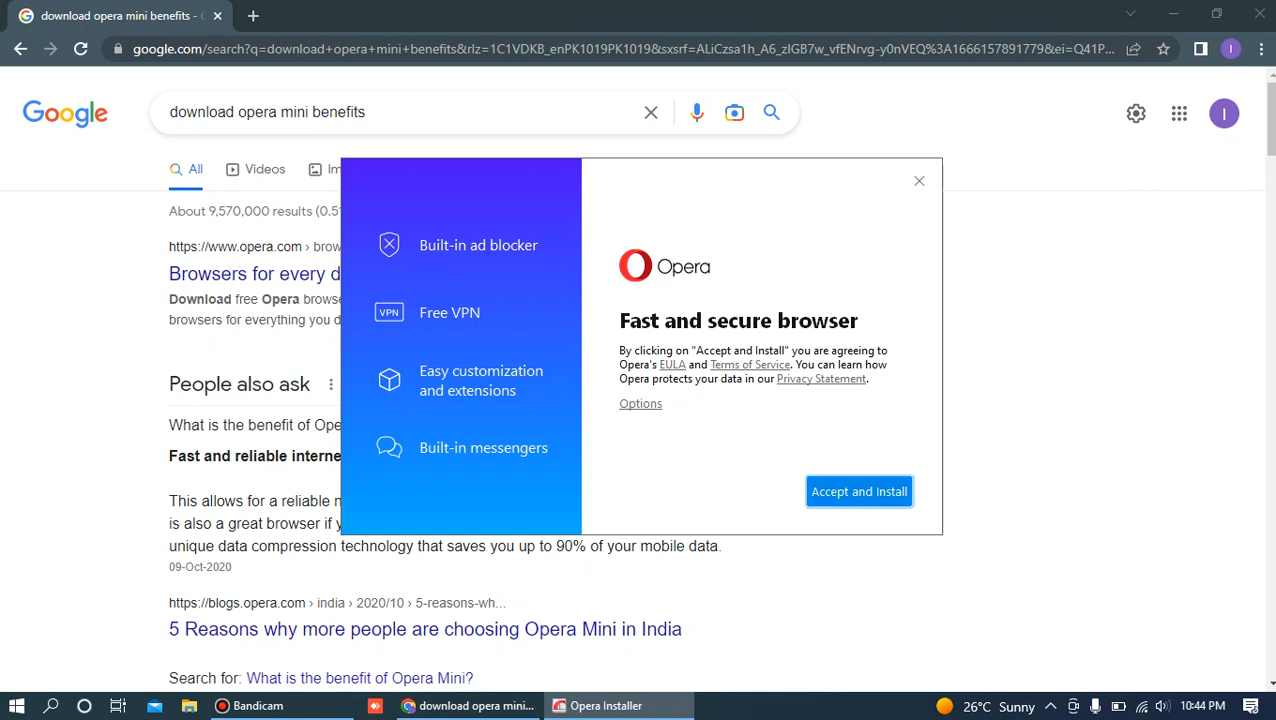 download opera mini benefits - G
google.com/search?q=download+opera+mini+benefits&rlz=1C1VDKB_enPK1019PK1019&sxsrf=ALiCzsa1h_A6_zlGB7w_vfENrvg-y0nVEQ%3A1666157891779&ei=Q41P...
I
Google
download opera mini benefits
I
All
Videos
Im
About 9,570,000 results (0.51
https://www.opera.com › brow
Browsers for every d
Download free Opera browse
browsers for everything you d
People also ask
What is the benefit of Ope
Fast and reliable interne
This allows for a reliable n
is also a great browser if y
unique data compression technology that saves you up to 90% of your mobile data.
09-Oct-2020
https://blogs.opera.com › india › 2020/10 › 5-reasons-wh...
5 Reasons why more people are choosing Opera Mini in India
Search for: What is the benefit of Opera Mini?
Built-in ad blocker
VPN
Free VPN
Easy customization
and extensions
Built-in messengers
Opera
Fast and secure browser
By clicking on "Accept and Install" you are agreeing to
Opera's EULA and Terms of Service. You can learn how
Opera protects your data in our Privacy Statement.
Options
Accept and Install
Bandicam
download opera mini...
Opera Installer
26°C Sunny
10:44 PM